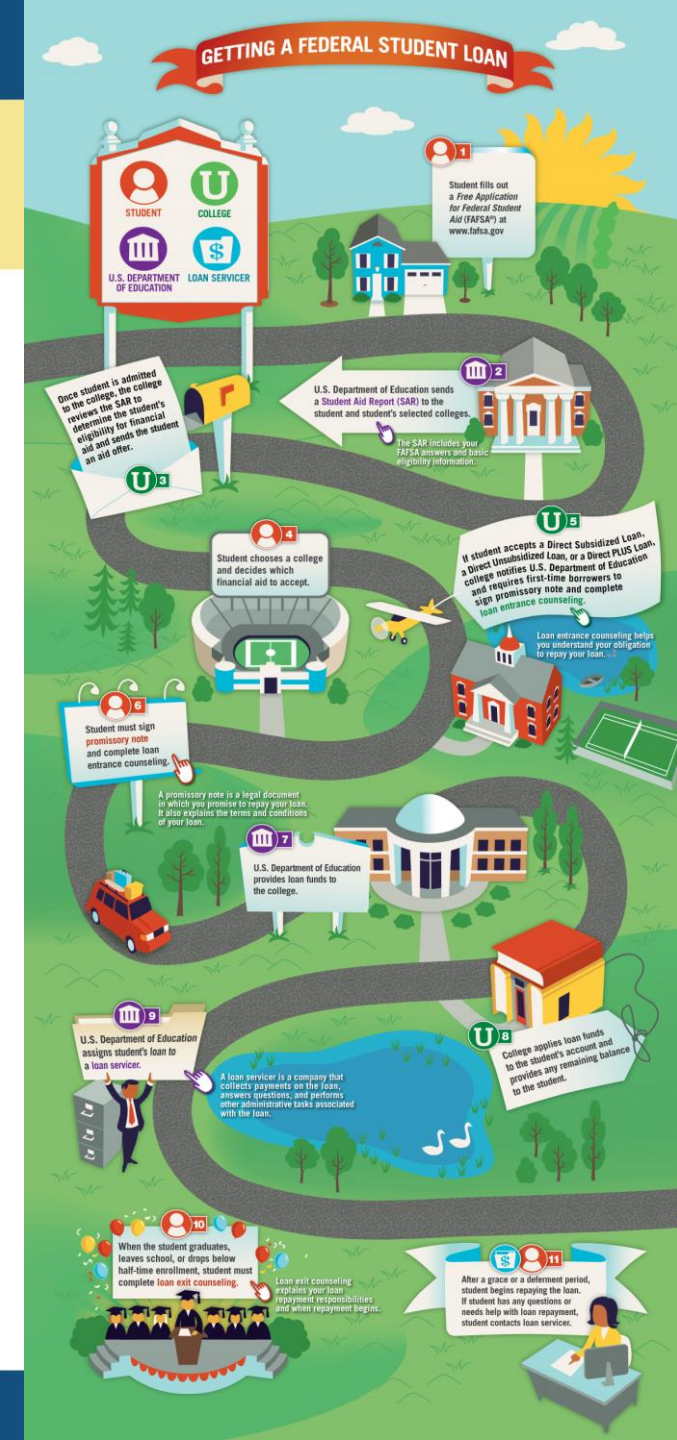 GETTING A FEDERAL STUDENT LOAN
STUDENT
U
COLLEGE
U.S. DEPARTMENT
OF EDUCATION
$
LOAN SERVICER
1
Student fills out
a Free Application
for Federal Student
Aid (FAFSA®) at
www.fafsa.gov
2
U.S. Department of Education sends
a Student Aid Report (SAR) to the
student and student's selected colleges.
The SAR includes your
FAFSA answers and basic
eligibility information.
Once student is admitted
to the college, the college
reviews the SAR to
determine the student's
eligibility for financial
aid and sends the student
an aid offer.
U 3
4
Student chooses a college
and decides which
financial aid to accept.
U 5
If student accepts a Direct Subsidized Loan,
a Direct Unsubsidized Loan, or a Direct PLUS Loan,
college notifies U.S. Department of Education
and requires first-time borrowers to
sign promissory note and complete
loan entrance counseling.
Loan entrance counseling helps
you understand your obligation
to repay your loan.
6
Student must sign
promissory note
and complete loan
entrance counseling.
A promissory note is a legal document
in which you promise to repay your loan.
It also explains the terms and conditions
of your loan.
7
U.S. Department of Education
provides loan funds to
the college.
U 8
College applies loan funds
to the student's account and
provides any remaining balance
to the student.
9
U.S. Department of Education
assigns student's loan to
a loan servicer.
A loan servicer is a company that
collects payments on the loan,
answers questions, and performs
other administrative tasks associated
with the loan.
10
When the student graduates,
leaves school, or drops below
half-time enrollment, student must
complete loan exit counseling.
Loan exit counseling
explains your loan
repayment responsibilities
and when repayment begins.
$ 11
After a grace or a deferment period,
student begins repaying the loan.
If student has any questions or
needs help with loan repayment,
student contacts loan servicer.